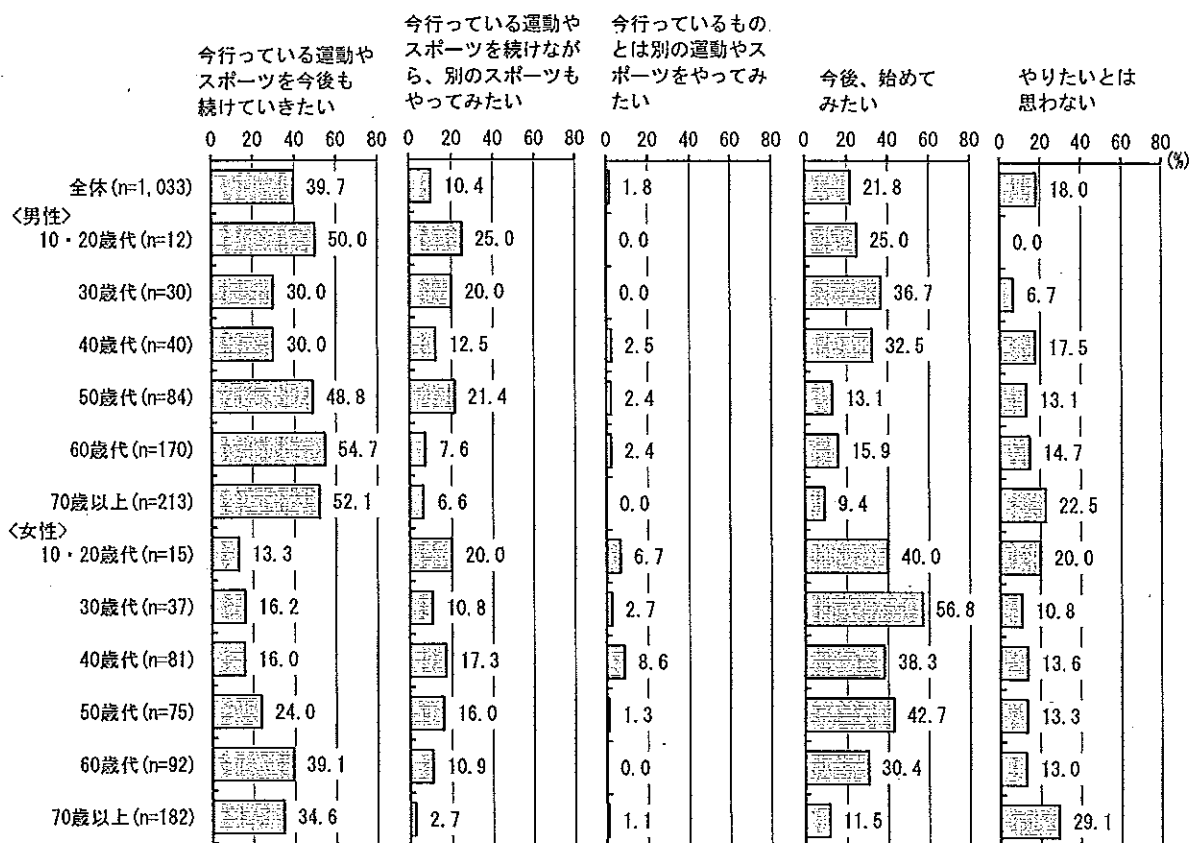 今行っている運動や
スポーツを今後も
続けていきたい
今行っている運動や
スポーツを続けなが
ら、別のスポーツも
やってみたい
今行っているもの
とは別の運動やス
ポーツをやってみ
たい
今後、始めて
みたい
やりたいとは
思わない
0 20 40 60 80 0 20 40 60 80 0 20 40 60 80 0 20 40 60 80 0 20 40 60 80 (%)
全体(n=1,033) 39.7 10.4 1.8 21.8 18.0
〈男性〉
10・20歳代(n=12) 50.0 25.0 0.0 25.0 0.0
30歳代(n=30) 30.0 20.0 0.0 36.7 6.7
40歳代(n=40) 30.0 12.5 2.5 32.5 17.5
50歳代(n=84) 48.8 21.4 2.4 13.1 13.1
60歳代(n=170) 54.7 7.6 2.4 15.9 14.7
70歳以上(n=213) 52.1 6.6 0.0 9.4 22.5
〈女性〉
10・20歳代(n=15) 13.3 20.0 6.7 40.0 20.0
30歳代(n=37) 16.2 10.8 2.7 56.8 10.8
40歳代(n=81) 16.0 17.3 8.6 38.3 13.6
50歳代(n=75) 24.0 16.0 1.3 42.7 13.3
60歳代(n=92) 39.1 10.9 0.0 30.4 13.0
70歳以上(n=182) 34.6 2.7 1.1 11.5 29.1